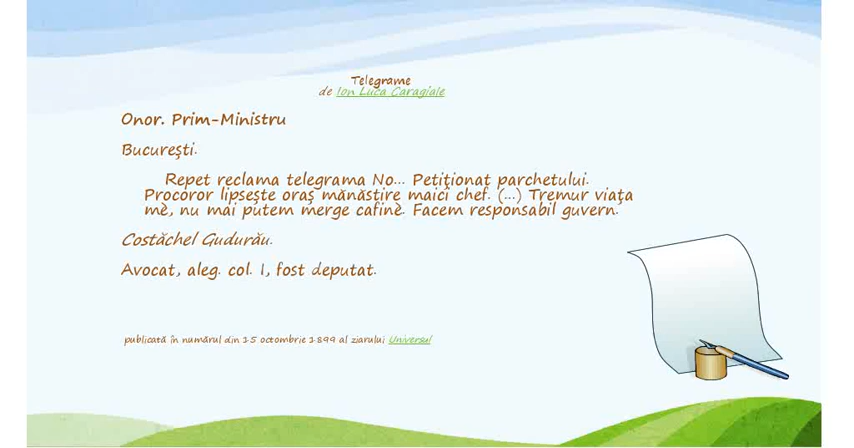 Telegrame
de Ion Luca Caragiale
Onor. Prim-Ministru
Bucureşti.
Repet reclama telegrama No... Petiţionat parchetului.
Procoror lipseşte oraş mănăstire maici chef. (...) Tremur viaţa
mè, nu mai putem merge cafinè. Facem responsabil guvern.
Costăchel Gudurău.
Avocat, aleg. col. I, fost deputat.
publicată în numărul din 15 octombrie 1899 al ziarului Universul